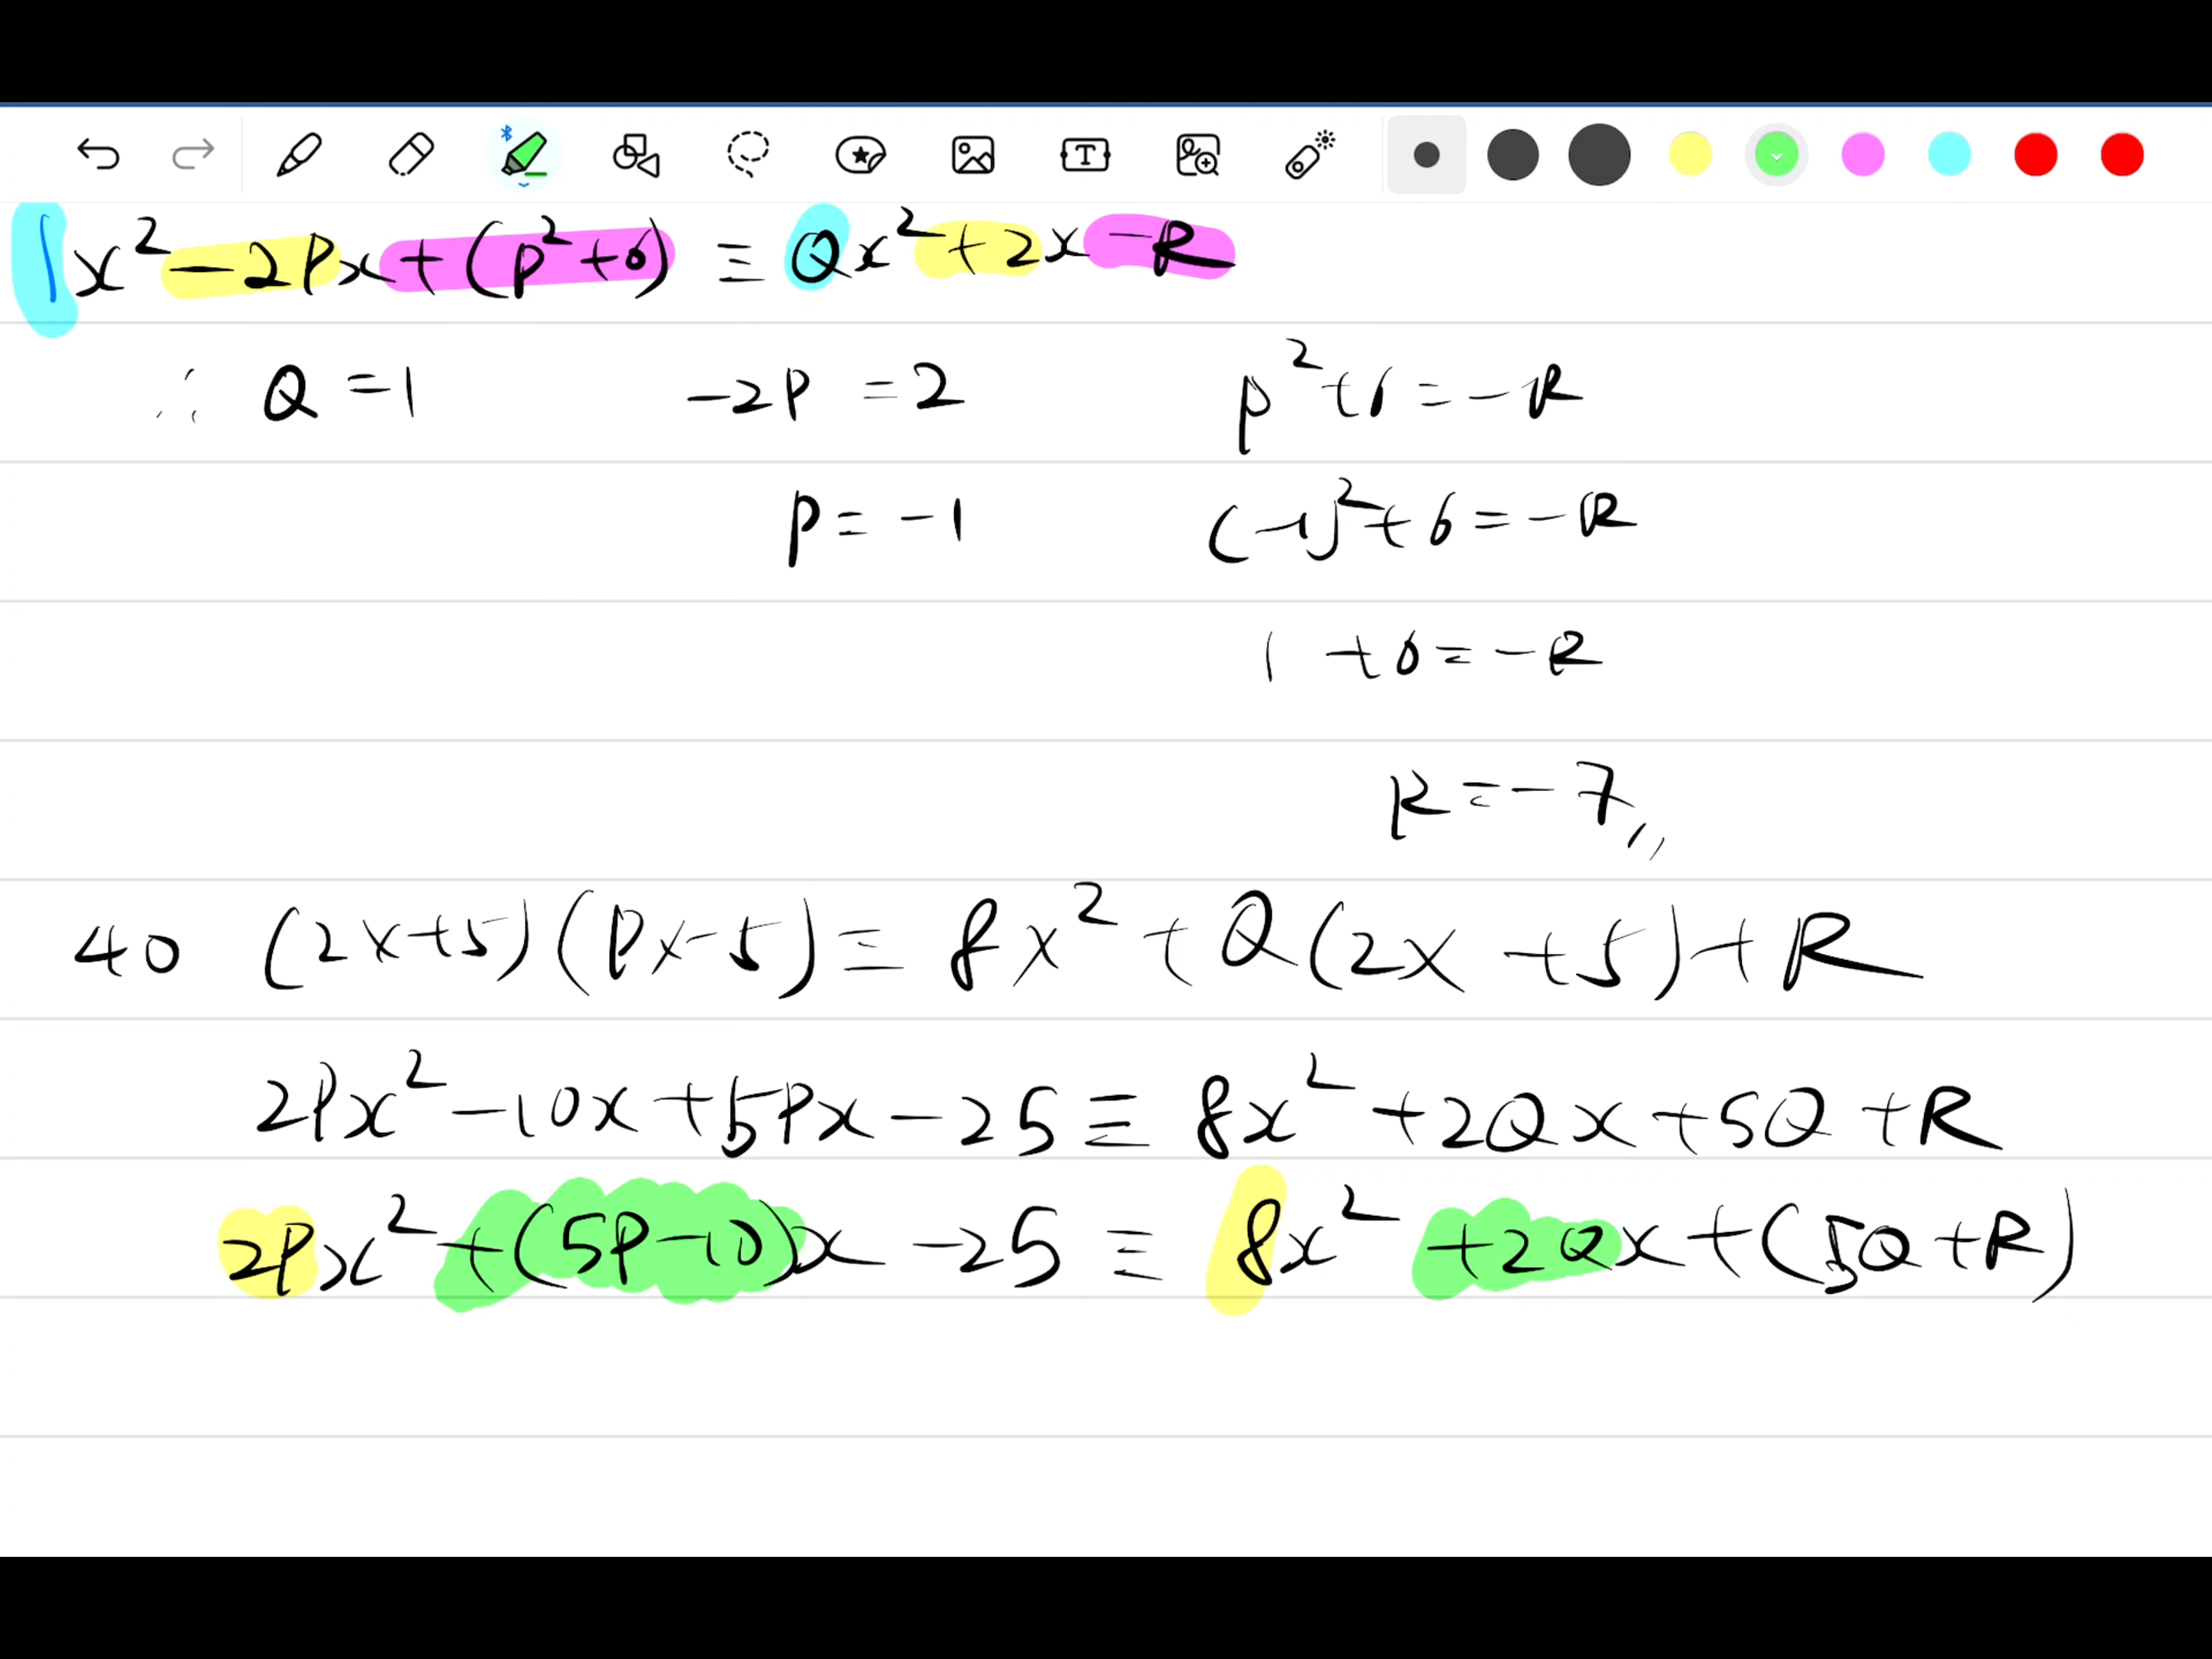 1x² - 2Px + (P² + 6) ≡ Qx² + 2x - R
∴ Q = 1    -2P = 2    P² + 6 = -R
P = -1    (-1)² + 6 = -R
1 + 6 = -R
R = -7
40 (2x+5)(Px-5) ≡ 8x² + Q(2x+5) + R
2Px² - 10x + 5Px - 25 ≡ 8x² + 2Qx + 5Q + R
2Px² + (5P-10)x - 25 ≡ 8x² + 2Qx + (5Q+R)